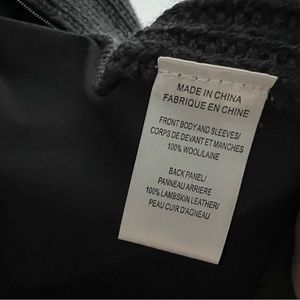 MADE IN CHINA
FABRIQUE EN CHINE
FRONT BODY AND SLEEVES/
CORPS DE DEVANT ET MANCHES
100% WOOL/LAINE
BACK PANEL/
PANNEAU ARRIERE
100% LAMBSKIN LEATHER/
PEAU CUIR D'AGNEAU